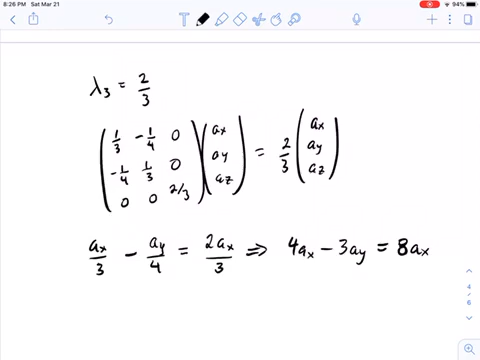 8:26 PM Sat Mar 21 94%
λ₃ = 2/3
(1/3 -1/4 0) (ax) = 2/3 (ax)
(-1/4 1/3 0) (ay) (ay)
(0 0 2/3) (az) (az)
ax/3 - ay/4 = 2ax/3 ⇒ 4ax - 3ay = 8ax
4
6